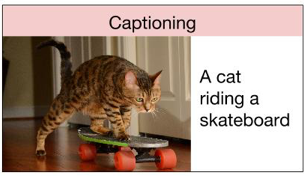 Captioning
A cat
riding a
skateboard